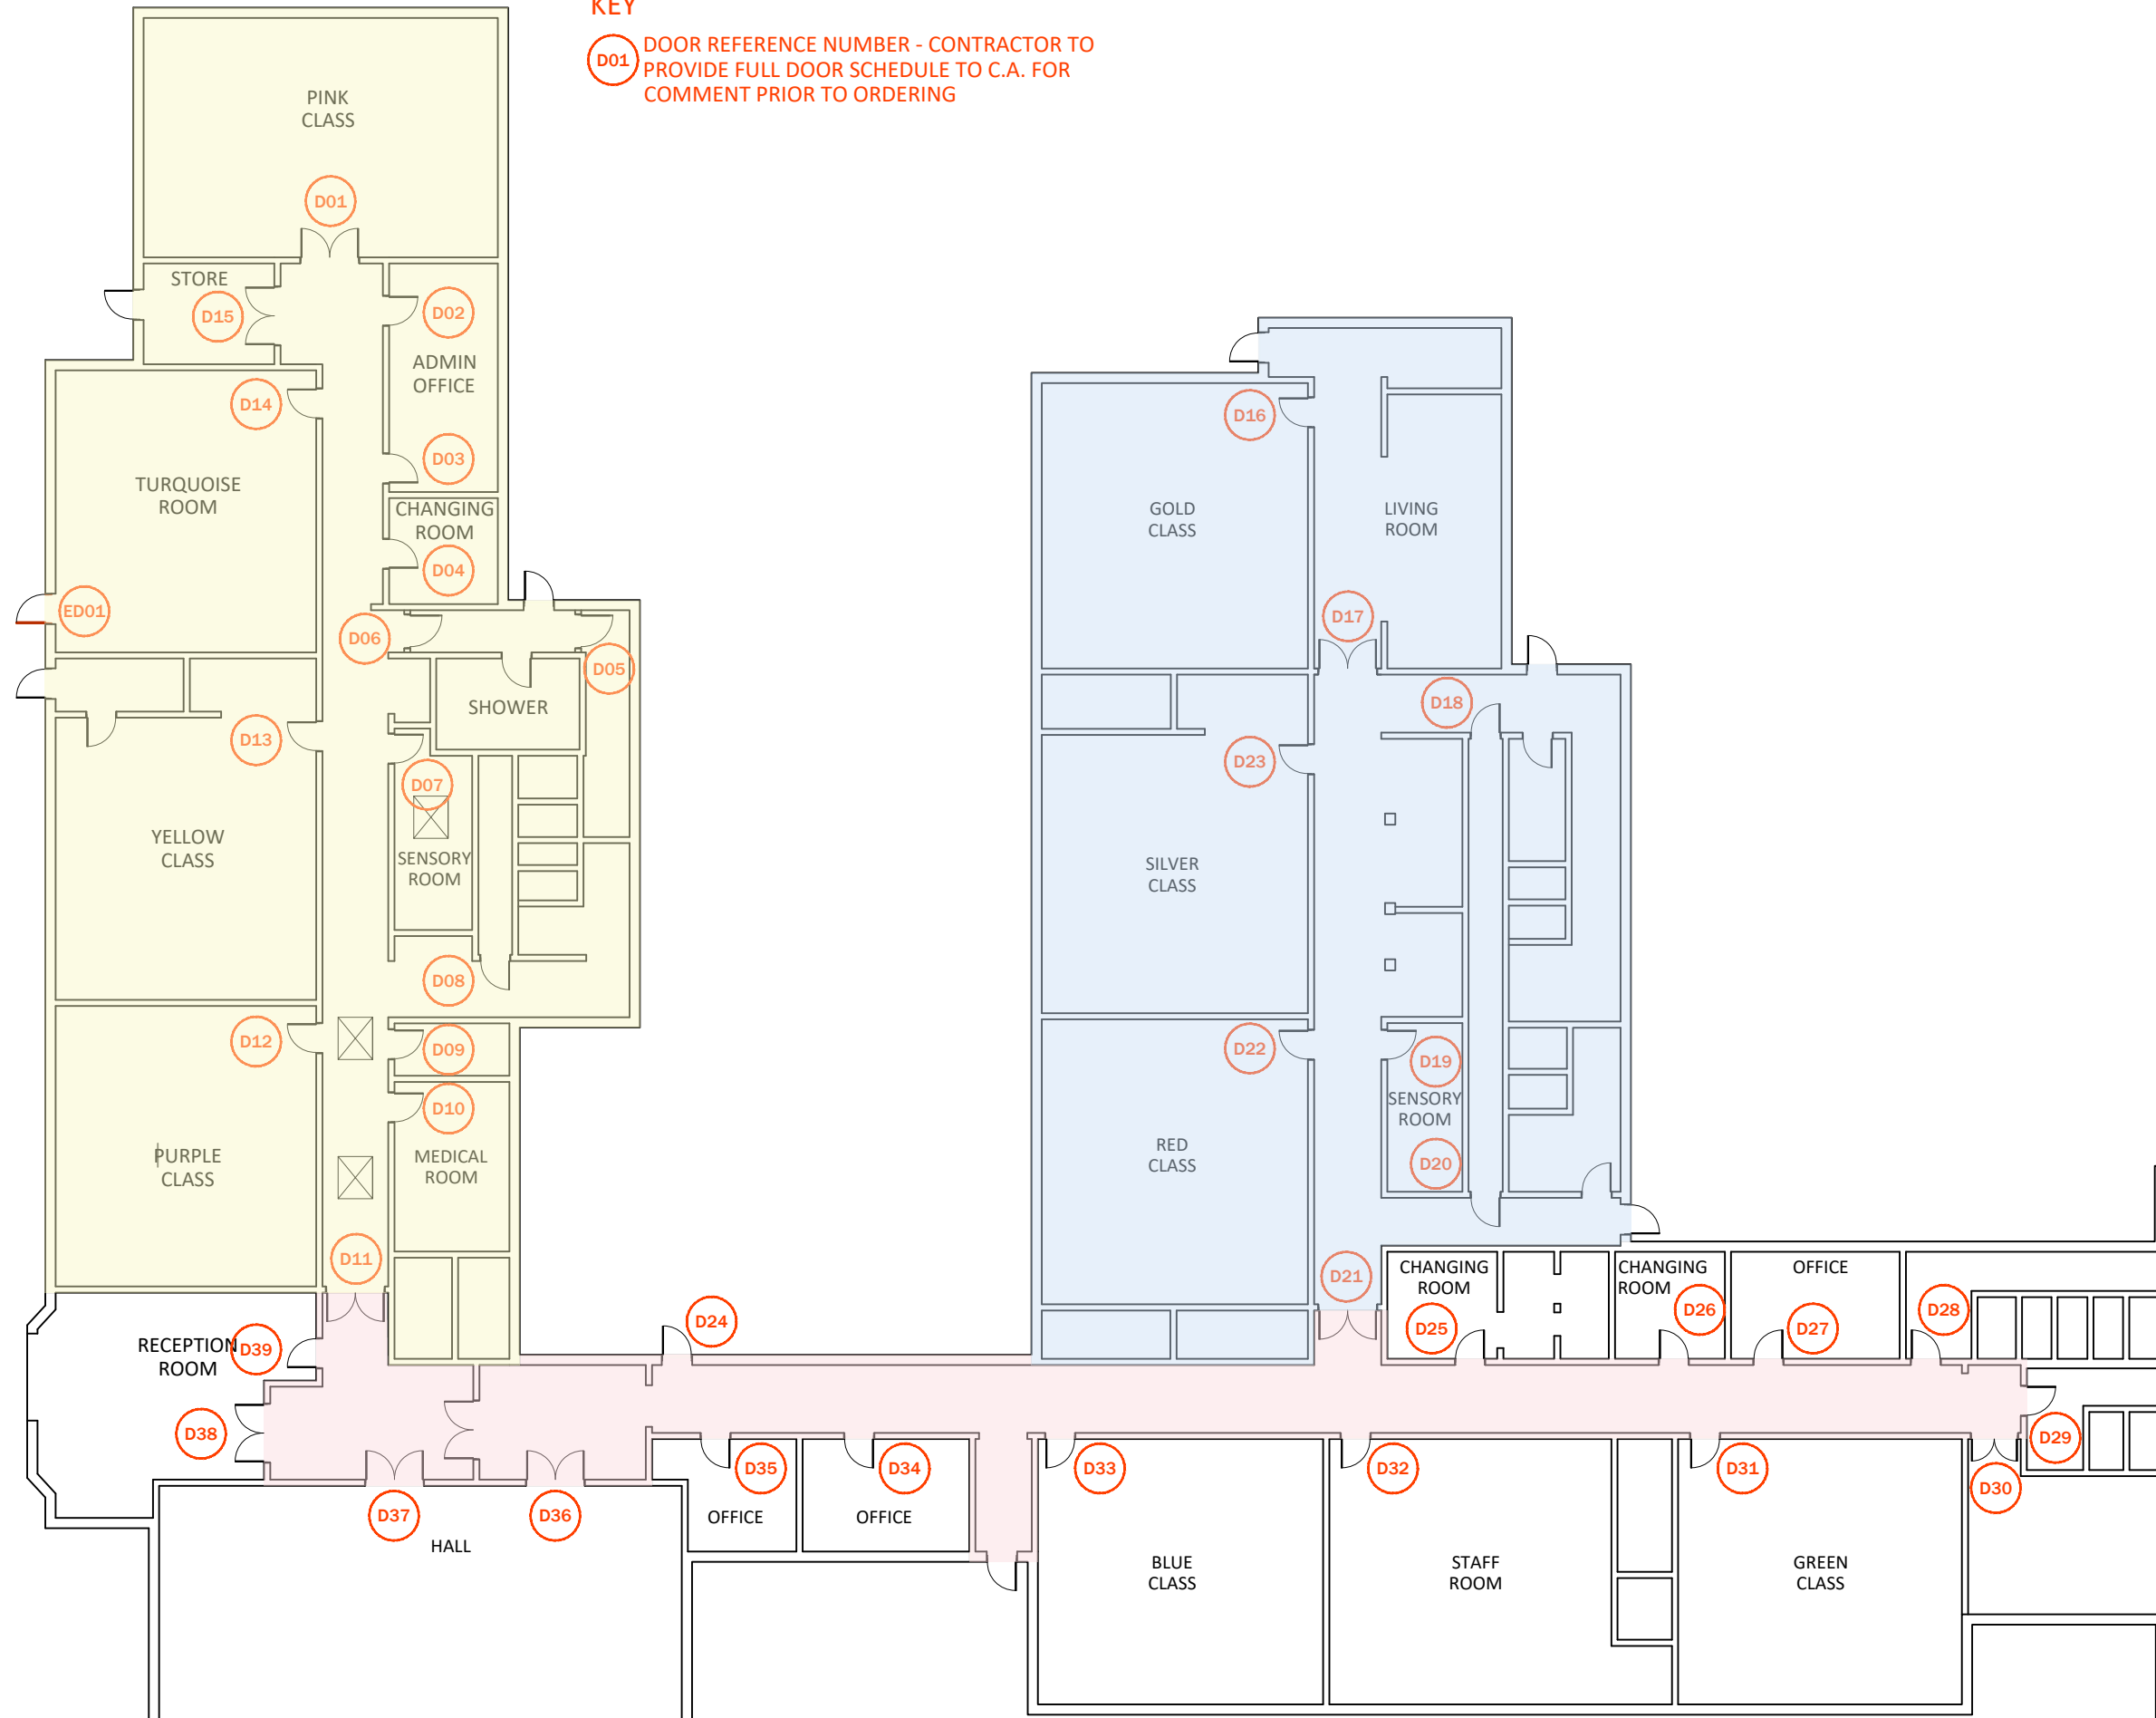 KEY
D01
DOOR REFERENCE NUMBER - CONTRACTOR TO
PROVIDE FULL DOOR SCHEDULE TO C.A. FOR
COMMENT PRIOR TO ORDERING
PINK
CLASS
D01
STORE
D15
D02
ADMIN
OFFICE
D14
D03
TURQUOISE
ROOM
CHANGING
ROOM
D04
ED01
D06
D05
SHOWER
D13
D07
YELLOW
CLASS
SENSORY
ROOM
D08
D12
D09
D10
PURPLE
CLASS
MEDICAL
ROOM
D11
D16
GOLD
CLASS
LIVING
ROOM
D17
D18
D23
SILVER
CLASS
D22
D19
SENSORY
ROOM
D20
RED
CLASS
D21
CHANGING
ROOM
D25
CHANGING
ROOM
D26
OFFICE
D27
D28
D24
RECEPTION
ROOM
D39
D38
D37
D36
D35
D34
D33
D32
D31
D29
D30
HALL
OFFICE
OFFICE
BLUE
CLASS
STAFF
ROOM
GREEN
CLASS